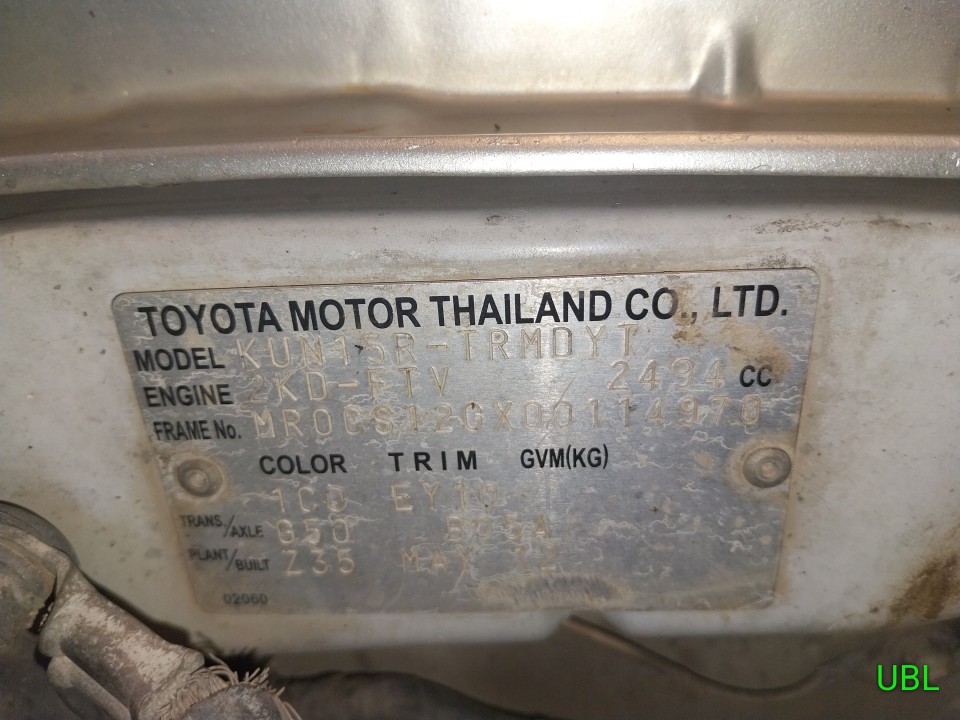 TOYOTA MOTOR THAILAND CO., LTD.
MODEL KUN15R-TRMDYT
ENGINE 2KD-FTV / 2494 CC
FRAME No. MR0CS12GX00114970
COLOR TRIM GVM(KG)
1CD
TRANS./AXLE G50
PLANT/BUILT Z35 MAY
02060
UBL